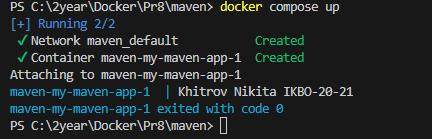 PS C:\2year\Docker\Pr8\maven> docker compose up
[+] Running 2/2
✔ Network maven_default Created
✔ Container maven-my-maven-app-1 Created
Attaching to maven-my-maven-app-1
maven-my-maven-app-1 | Khitrov Nikita IKBO-20-21
maven-my-maven-app-1 exited with code 0
PS C:\2year\Docker\Pr8\maven>